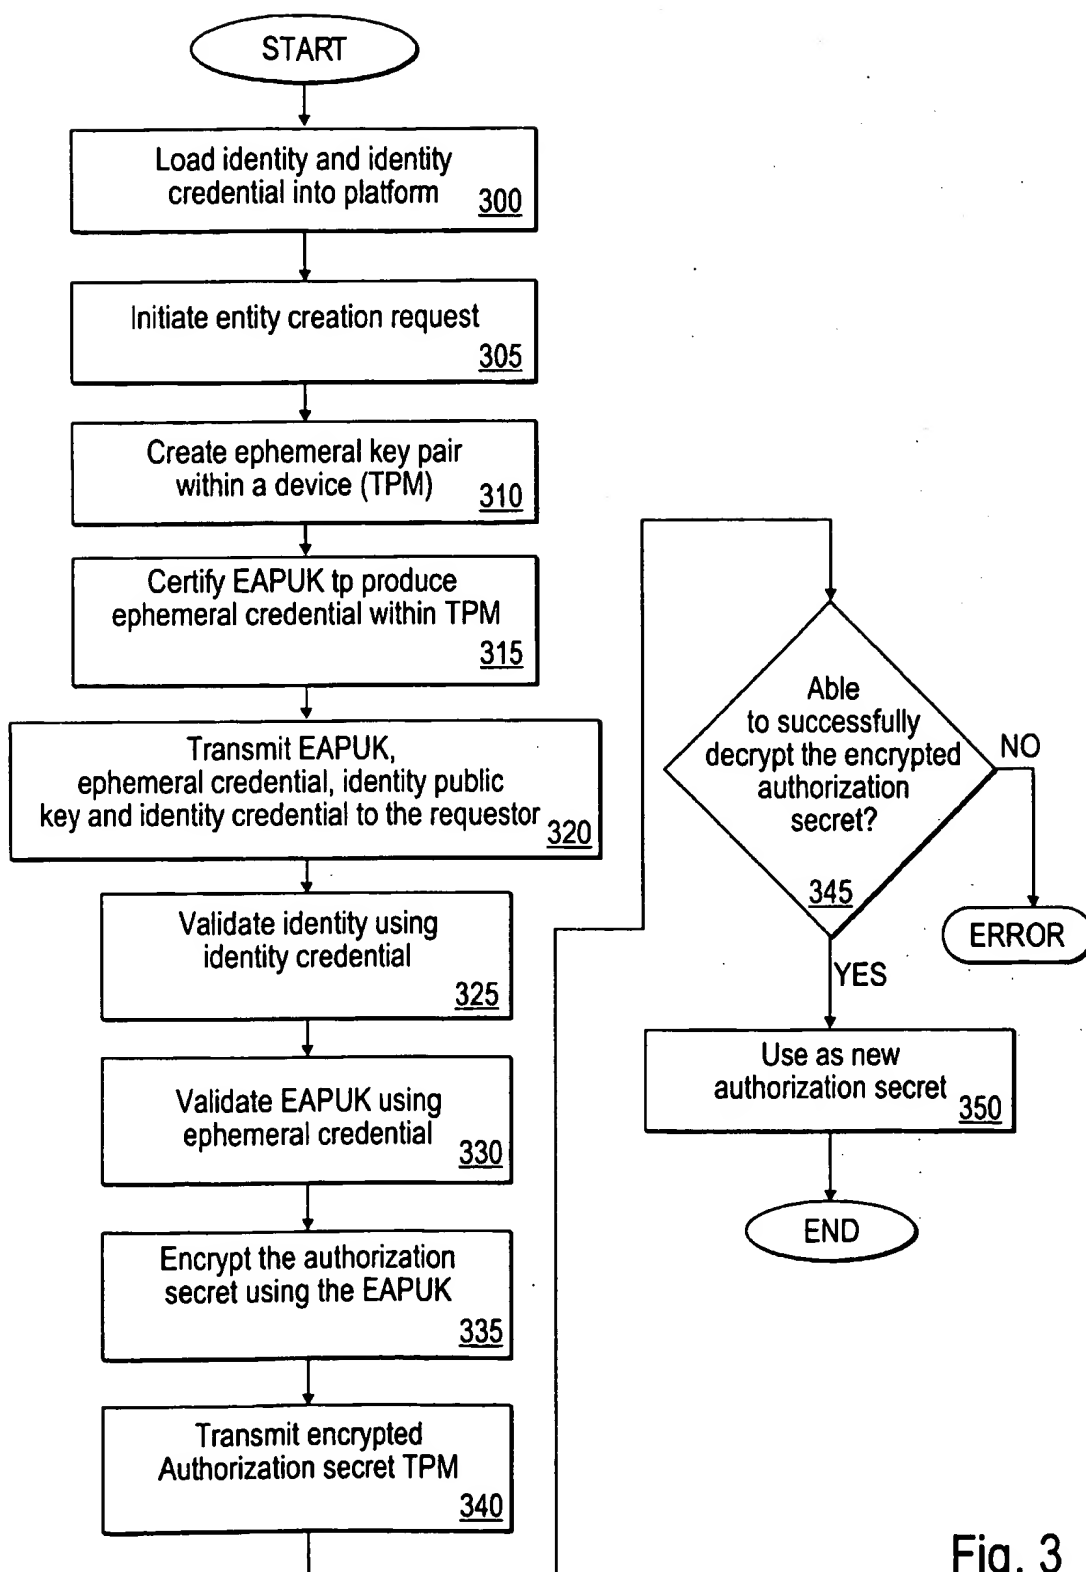 START
Load identity and identity
credential into platform
300
Initiate entity creation request
305
Create ephemeral key pair
within a device (TPM)
310
Certify EAPUK tp produce
ephemeral credential within TPM
315
Transmit EAPUK,
ephemeral credential, identity public
key and identity credential to the requestor
320
Validate identity using
identity credential
325
Validate EAPUK using
ephemeral credential
330
Encrypt the authorization
secret using the EAPUK
335
Transmit encrypted
Authorization secret TPM
340
Able
to successfully
decrypt the encrypted
authorization
secret?
345
NO
ERROR
YES
Use as new
authorization secret
350
END
Fig. 3